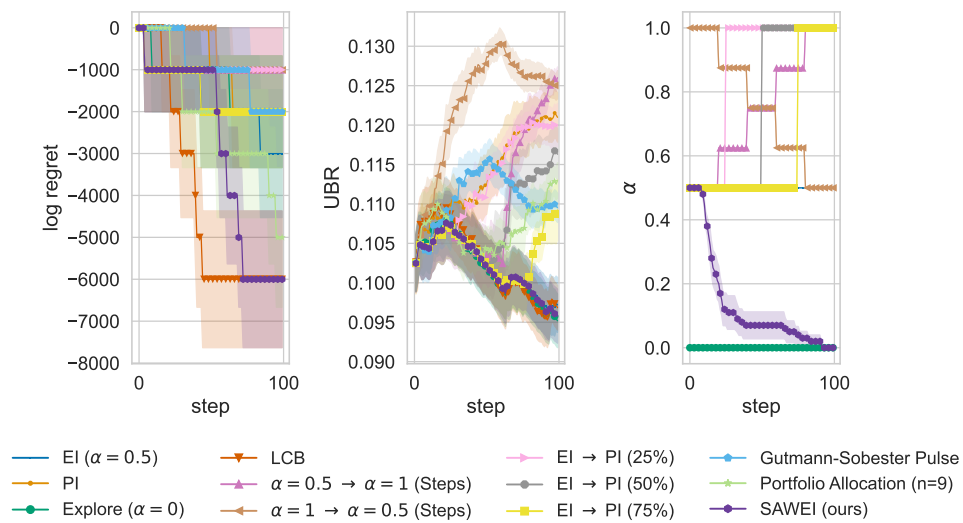 0
−1000
−2000
−3000
−4000
−5000
−6000
−7000
−8000
log regret
0
100
step
0.130
0.125
0.120
0.115
0.110
0.105
0.100
0.095
0.090
UBR
0
100
step
1.0
0.8
0.6
0.4
0.2
0.0
α
0
100
step
EI (α = 0.5)
PI
Explore (α = 0)
LCB
α = 0.5 → α = 1 (Steps)
α = 1 → α = 0.5 (Steps)
EI → PI (25%)
EI → PI (50%)
EI → PI (75%)
Gutmann-Sobester Pulse
Portfolio Allocation (n=9)
SAWEI (ours)